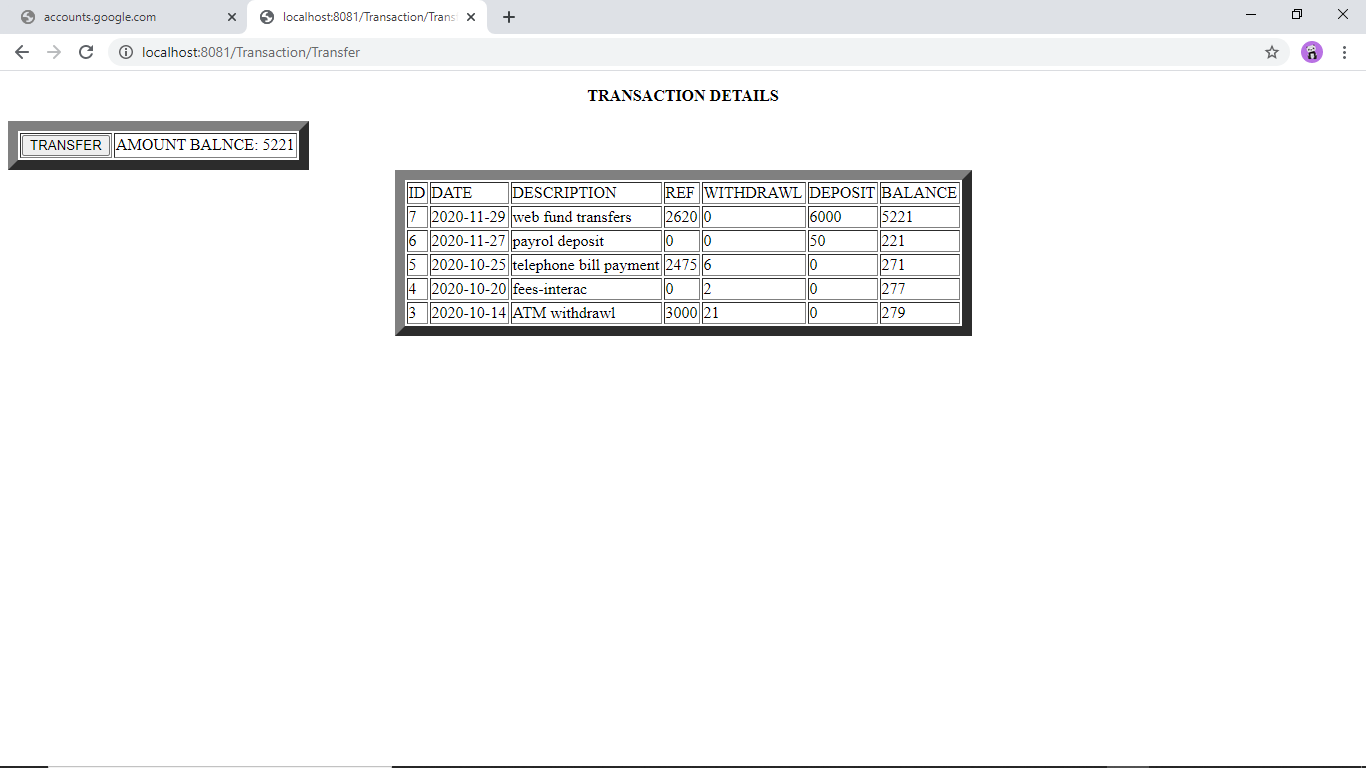 accounts.google.com
localhost:8081/Transaction/Trans
localhost:8081/Transaction/Transfer
TRANSACTION DETAILS
TRANSFER AMOUNT BALNCE: 5221
ID DATE DESCRIPTION REF WITHDRAWL DEPOSIT BALANCE
7 2020-11-29 web fund transfers 2620 0 6000 5221
6 2020-11-27 payrol deposit 0 0 50 221
5 2020-10-25 telephone bill payment 2475 6 0 271
4 2020-10-20 fees-interac 0 2 0 277
3 2020-10-14 ATM withdrawl 3000 21 0 279